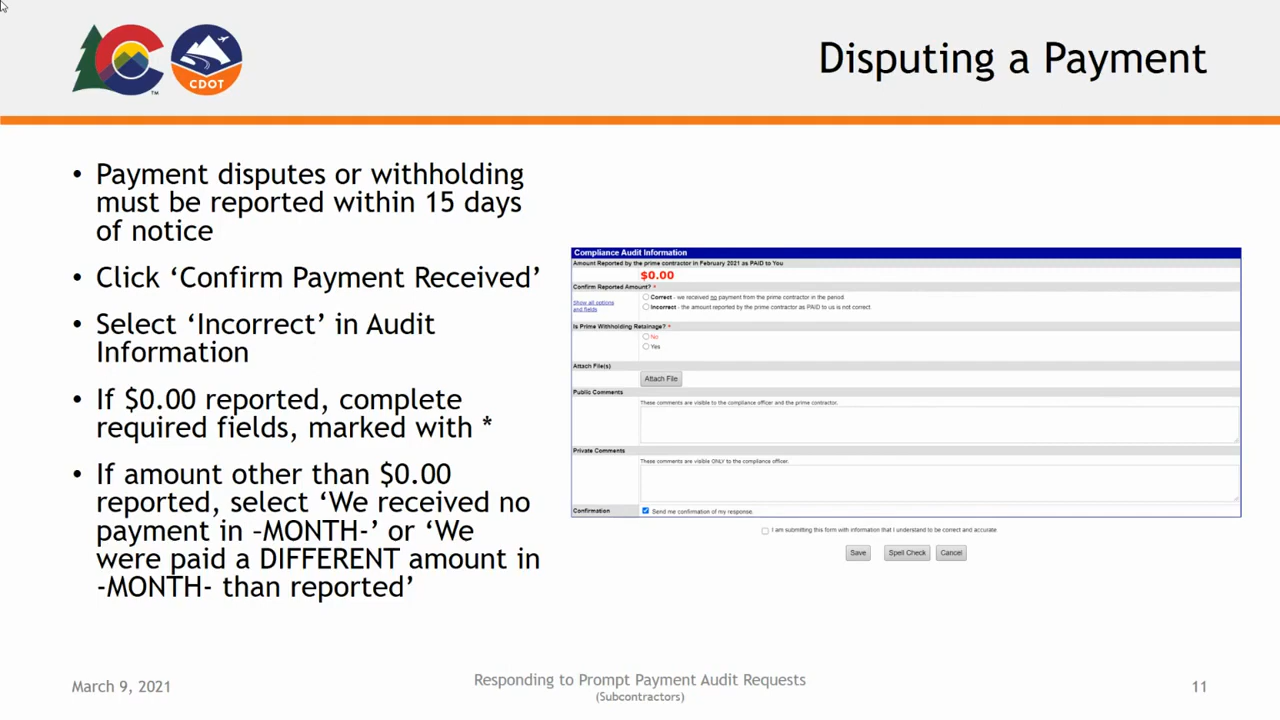 CDOT
TM
Disputing a Payment
• Payment disputes or withholding
must be reported within 15 days
of notice
• Click ‘Confirm Payment Received’
• Select ‘Incorrect’ in Audit
Information
• If $0.00 reported, complete
required fields, marked with *
• If amount other than $0.00
reported, select ‘We received no
payment in –MONTH-’ or ‘We
were paid a DIFFERENT amount in
-MONTH- than reported’
Compliance Audit Information
Amount Reported by the prime contractor in February 2021 as PAID to You
$0.00
Confirm Reported Amount? *
Show all options
and fields
Correct - we received no payment from the prime contractor in the period
Incorrect - the amount reported by the prime contractor as PAID to us is not correct.
Is Prime Withholding Retainage? *
No
Yes
Attach File(s)
Attach File
Public Comments
These comments are visible to the compliance officer and the prime contractor.
Private Comments
These comments are visible ONLY to the compliance officer.
Confirmation
Send me confirmation of my response.
I am submitting this form with information that I understand to be correct and accurate.
Save
Spell Check
Cancel
March 9, 2021
Responding to Prompt Payment Audit Requests
(Subcontractors)
11